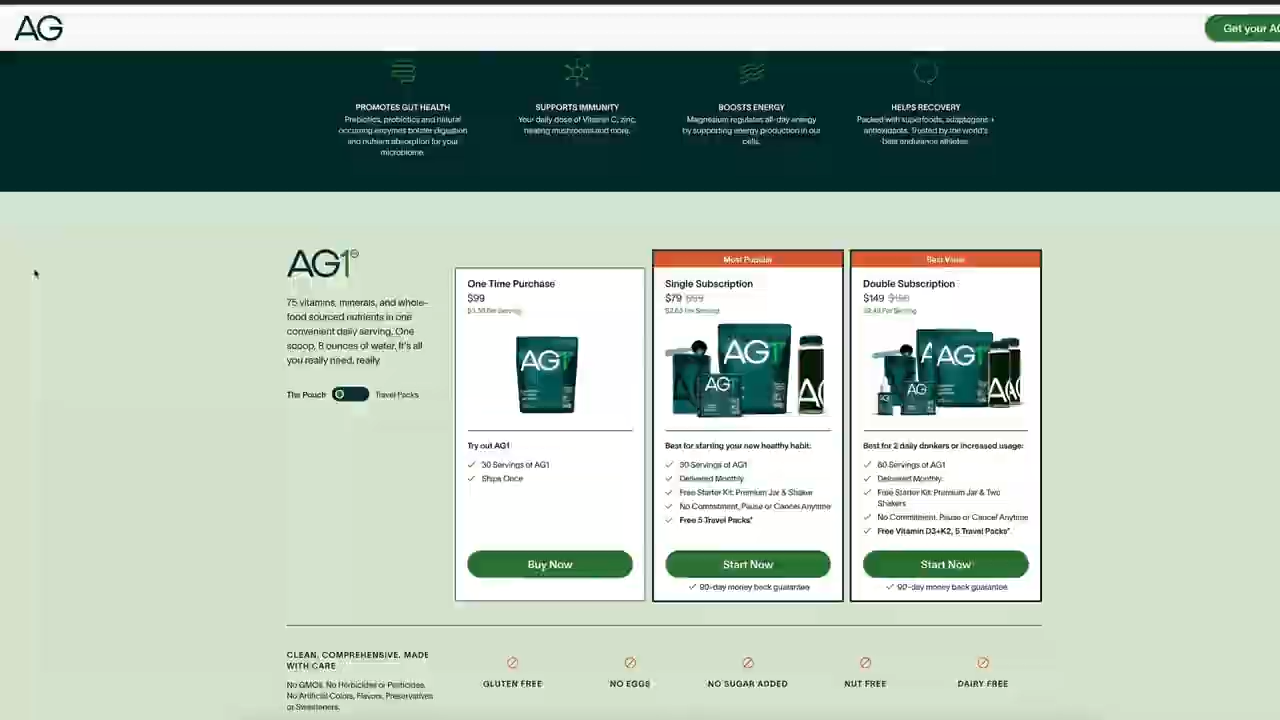 AG
Get your AG
PROMOTES GUT HEALTH
Prebiotics, probiotics and natural
occuring enzymes bolster digestion
and nutrient absorption for your
microbiome.
SUPPORTS IMMUNITY
Your daily dose of Vitamin C, zinc,
healing mushrooms and more.
BOOSTS ENERGY
Magnesium regulates all-day energy
by supporting energy production in our
cells.
HELPS RECOVERY
Packed with superfoods, adaptogens +
antioxidants. Trusted by the world's
best endurance athletes.
AG1
75 vitamins, minerals, and whole-
food sourced nutrients in one
convenient daily serving. One
scoop, 8 ounces of water. It's all
you really need, really.
The Pouch
Travel Packs
One Time Purchase
$99
Per Serving
AG1
Try out AG1
30 Servings of AG1
Ships Once
Buy Now
Most Popular
Single Subscription
$79 $99
$2.63 Per Serving
AG1
AG
Best for starting your new healthy habit:
30 Servings of AG1
Delivered Monthly
Free Starter Kit: Premium Jar & Shaker
No Commitment, Pause or Cancel Anytime
Free 5 Travel Packs*
Start Now
90-day money back guarantee
Best Value
Double Subscription
$149
Per Serving
AG1
AG
Best for 2 daily drinkers or increased usage:
60 Servings of AG1
Delivered Monthly
Free Starter Kit: Premium Jar & Two
Shakers
No Commitment, Pause or Cancel Anytime
Free Vitamin D3+K2, 5 Travel Packs*
Start Now
90-day money back guarantee
CLEAN. COMPREHENSIVE. MADE
WITH CARE
No GMOs. No Herbicides or Pesticides.
No Artificial Colors, Flavors, Preservatives
or Sweeteners.
GLUTEN FREE
NO EGGS
NO SUGAR ADDED
NUT FREE
DAIRY FREE